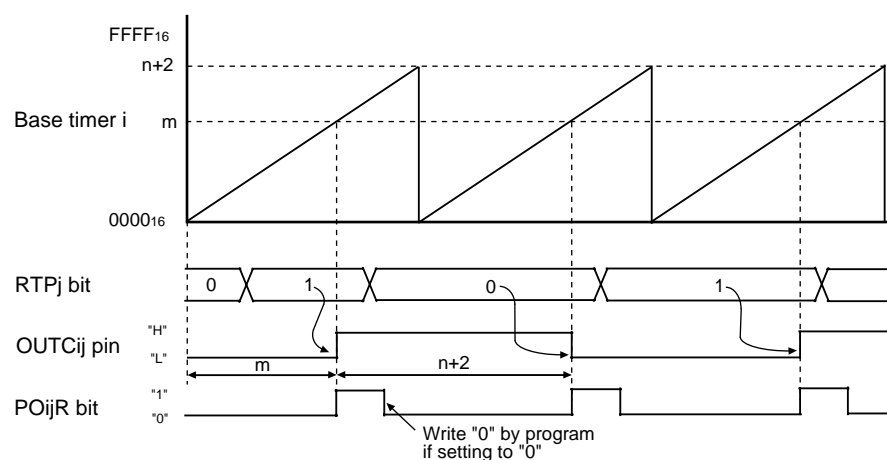 FFFF16
n+2
Base timer i
m
000016
RTPj bit
0
1
0
1
OUTCij pin
"H"
"L"
m
n+2
POijR bit
"1"
"0"
Write "0" by program
if setting to "0"